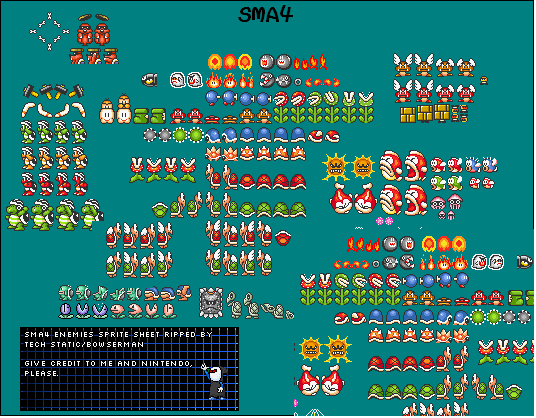 SMA4
SMA4 ENEMIES SPRITE SHEET RIPPED BY
TECH STATIC/BOWSERMAN
GIVE CREDIT TO ME AND NINTENDO,
PLEASE.